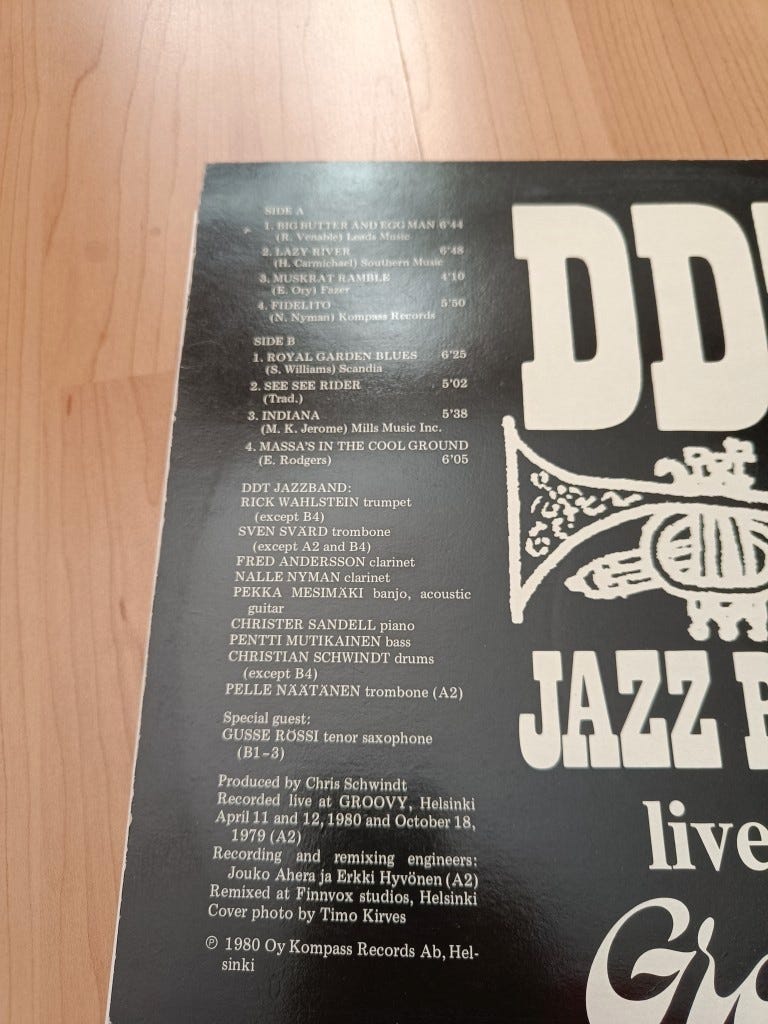 SIDE A
1. BIG BUTTER AND EGG MAN 6'44
(R. Venable) Leeds Music
2. LAZY RIVER 6'48
(H. Carmichael) Southern Music
3. MUSKRAT RAMBLE 4'10
(E. Ory) Fazer
4. FIDELITO 5'50
(N. Nyman) Kompass Records
SIDE B
1. ROYAL GARDEN BLUES 6'25
(S. Williams) Scandia
2. SEE SEE RIDER 5'02
(Trad.)
3. INDIANA 5'38
(M. K. Jerome) Mills Music Inc.
4. MASSA'S IN THE COOL GROUND
(E. Rodgers) 6'05
DDT JAZZBAND:
RICK WAHLSTEIN trumpet
(except B4)
SVEN SVÄRD trombone
(except A2 and B4)
FRED ANDERSSON clarinet
NALLE NYMAN clarinet
PEKKA MESIMÄKI banjo, acoustic
guitar
CHRISTER SANDELL piano
PENTTI MUTIKAINEN bass
CHRISTIAN SCHWINDT drums
(except B4)
PELLE NÄÄTÄNEN trombone (A2)
Special guest:
GUSSE RÖSSI tenor saxophone
(B1-3)
Produced by Chris Schwindt
Recorded live at GROOVY, Helsinki
April 11 and 12, 1980 and October 18,
1979 (A2)
Recording and remixing engineers:
Jouko Ahera ja Erkki Hyvönen (A2)
Remixed at Finnvox studios, Helsinki
Cover photo by Timo Kirves
℗ 1980 Oy Kompass Records Ab, Hel-
sinki
DD
JAZZ
live
Gro